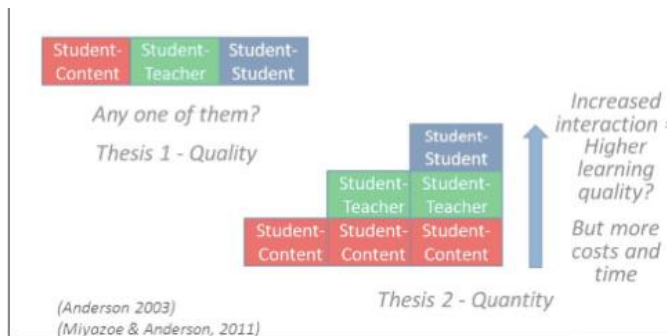 Student-
Content
Student-
Teacher
Student-
Student
Any one of them?
Thesis 1 - Quality
Student-
Student
Student-
Teacher
Student-
Teacher
Student-
Content
Student-
Content
Student-
Content
Increased
interaction =
Higher
learning
quality?
But more
costs and
time
Thesis 2 - Quantity
(Anderson 2003)
(Miyazoe & Anderson, 2011)